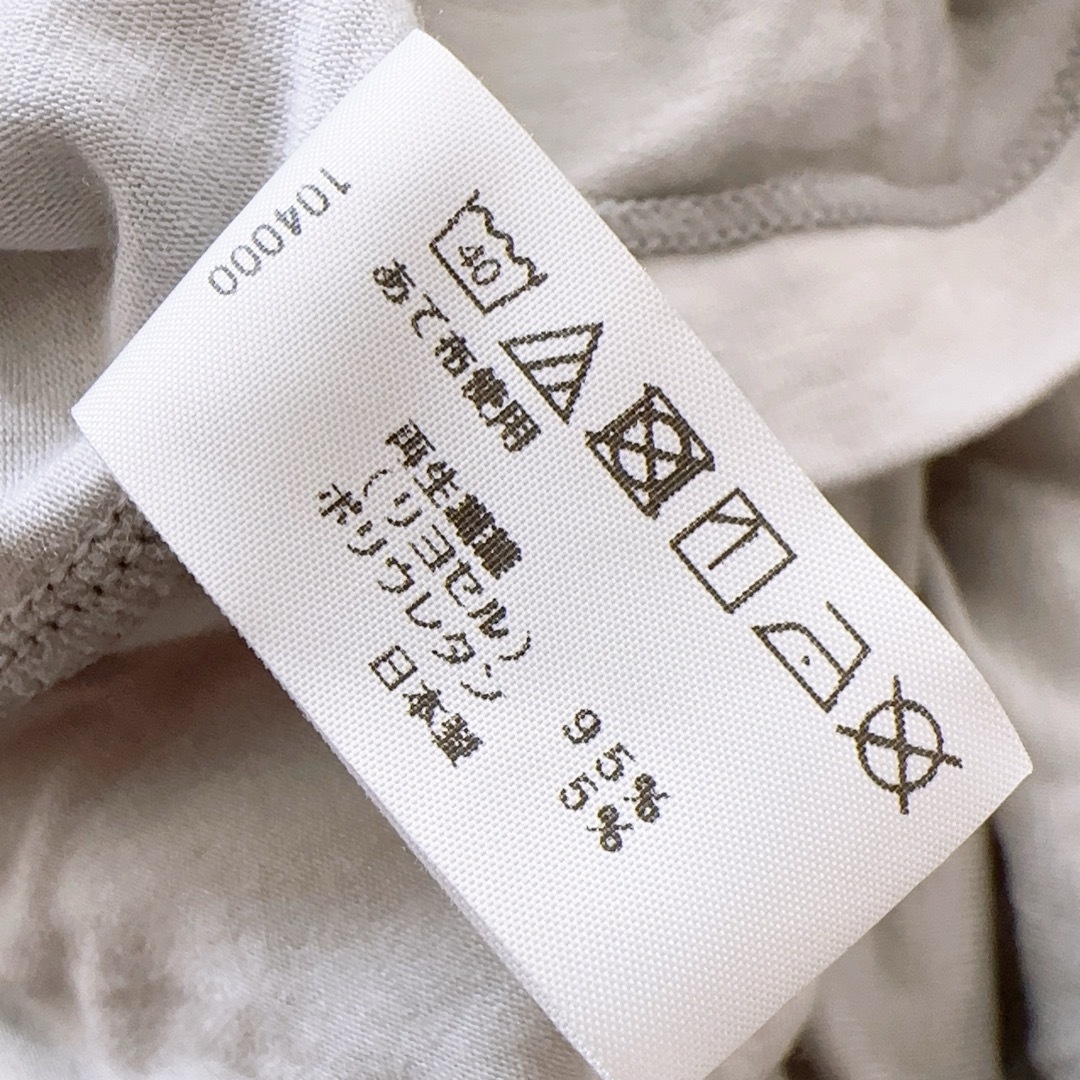 104000
40
あて布使用
再生繊維
(リヨセル) 95%
ポリウレタン 5%
日本製